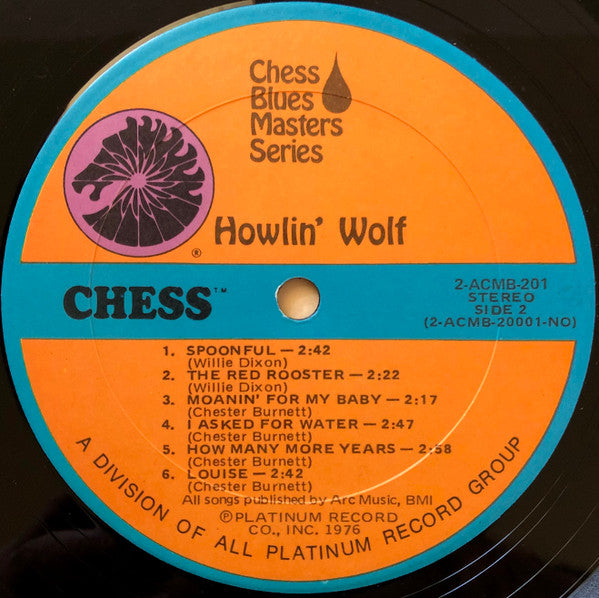 Chess
Blues
Masters
Series
®
Howlin' Wolf
CHESS™
2-ACMB-201
STEREO
SIDE 2
(2-ACMB-20001-NO)
1. SPOONFUL — 2:42
(Willie Dixon)
2. THE RED ROOSTER — 2:22
(Willie Dixon)
3. MOANIN' FOR MY BABY — 2:17
(Chester Burnett)
4. I ASKED FOR WATER — 2:47
(Chester Burnett)
5. HOW MANY MORE YEARS — 2:58
(Chester Burnett)
6. LOUISE — 2:42
(Chester Burnett)
All songs published by Arc Music, BMI
℗PLATINUM RECORD
CO., INC. 1976
A DIVISION OF ALL PLATINUM RECORD GROUP